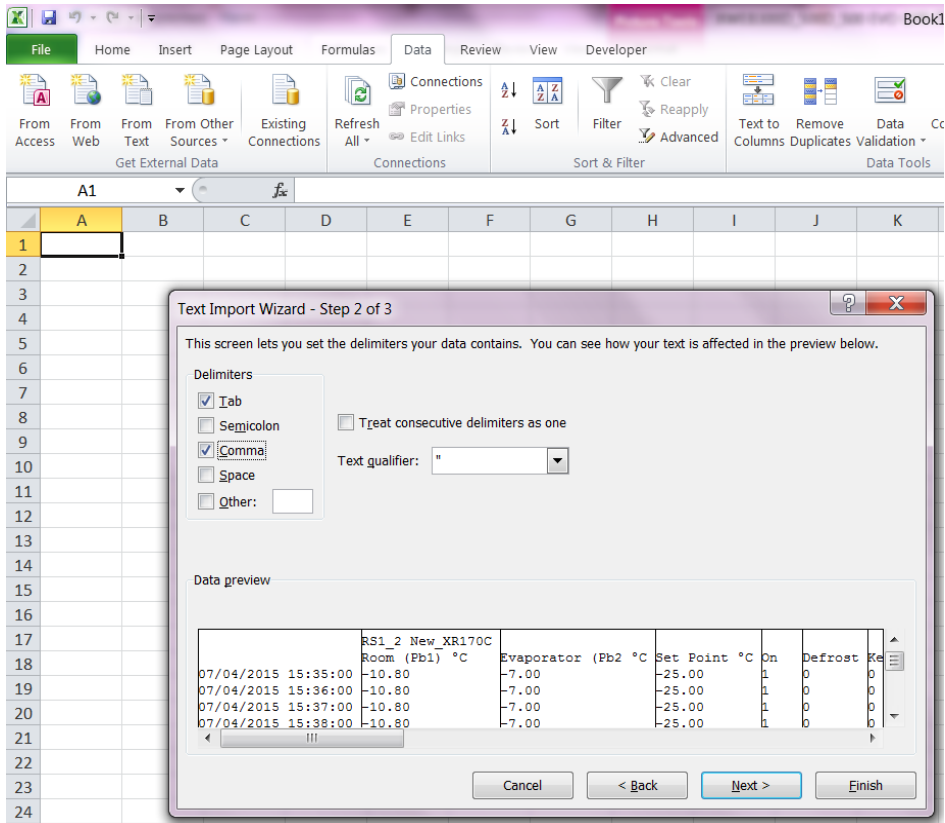 Book1
File Home Insert Page Layout Formulas Data Review View Developer
From Access
From Web
From Text
From Other Sources
Existing Connections
Get External Data
Refresh All
Connections
Properties
Edit Links
Connections
Sort
Filter
Clear
Reapply
Advanced
Sort & Filter
Text to Columns
Remove Duplicates
Data Validation
Data Tools
A1 fx
A B C D E F G H I J K
1
2
3
4
5
6
7
8
9
10
11
12
13
14
15
16
17
18
19
20
21
22
23
24
Text Import Wizard - Step 2 of 3
This screen lets you set the delimiters your data contains. You can see how your text is affected in the preview below.
Delimiters
Tab
Semicolon
Comma
Space
Other:
Treat consecutive delimiters as one
Text qualifier: "
Data preview
RS1_2 New_XR170C
Room (Pb1) °C Evaporator (Pb2 °C Set Point °C On Defrost Ke
07/04/2015 15:35:00 -10.80 -7.00 -25.00 1 0 0
07/04/2015 15:36:00 -10.80 -7.00 -25.00 1 0 0
07/04/2015 15:37:00 -10.80 -7.00 -25.00 1 0 0
07/04/2015 15:38:00 -10.80 -7.00 -25.00 1 0 0
Cancel < Back Next > Finish